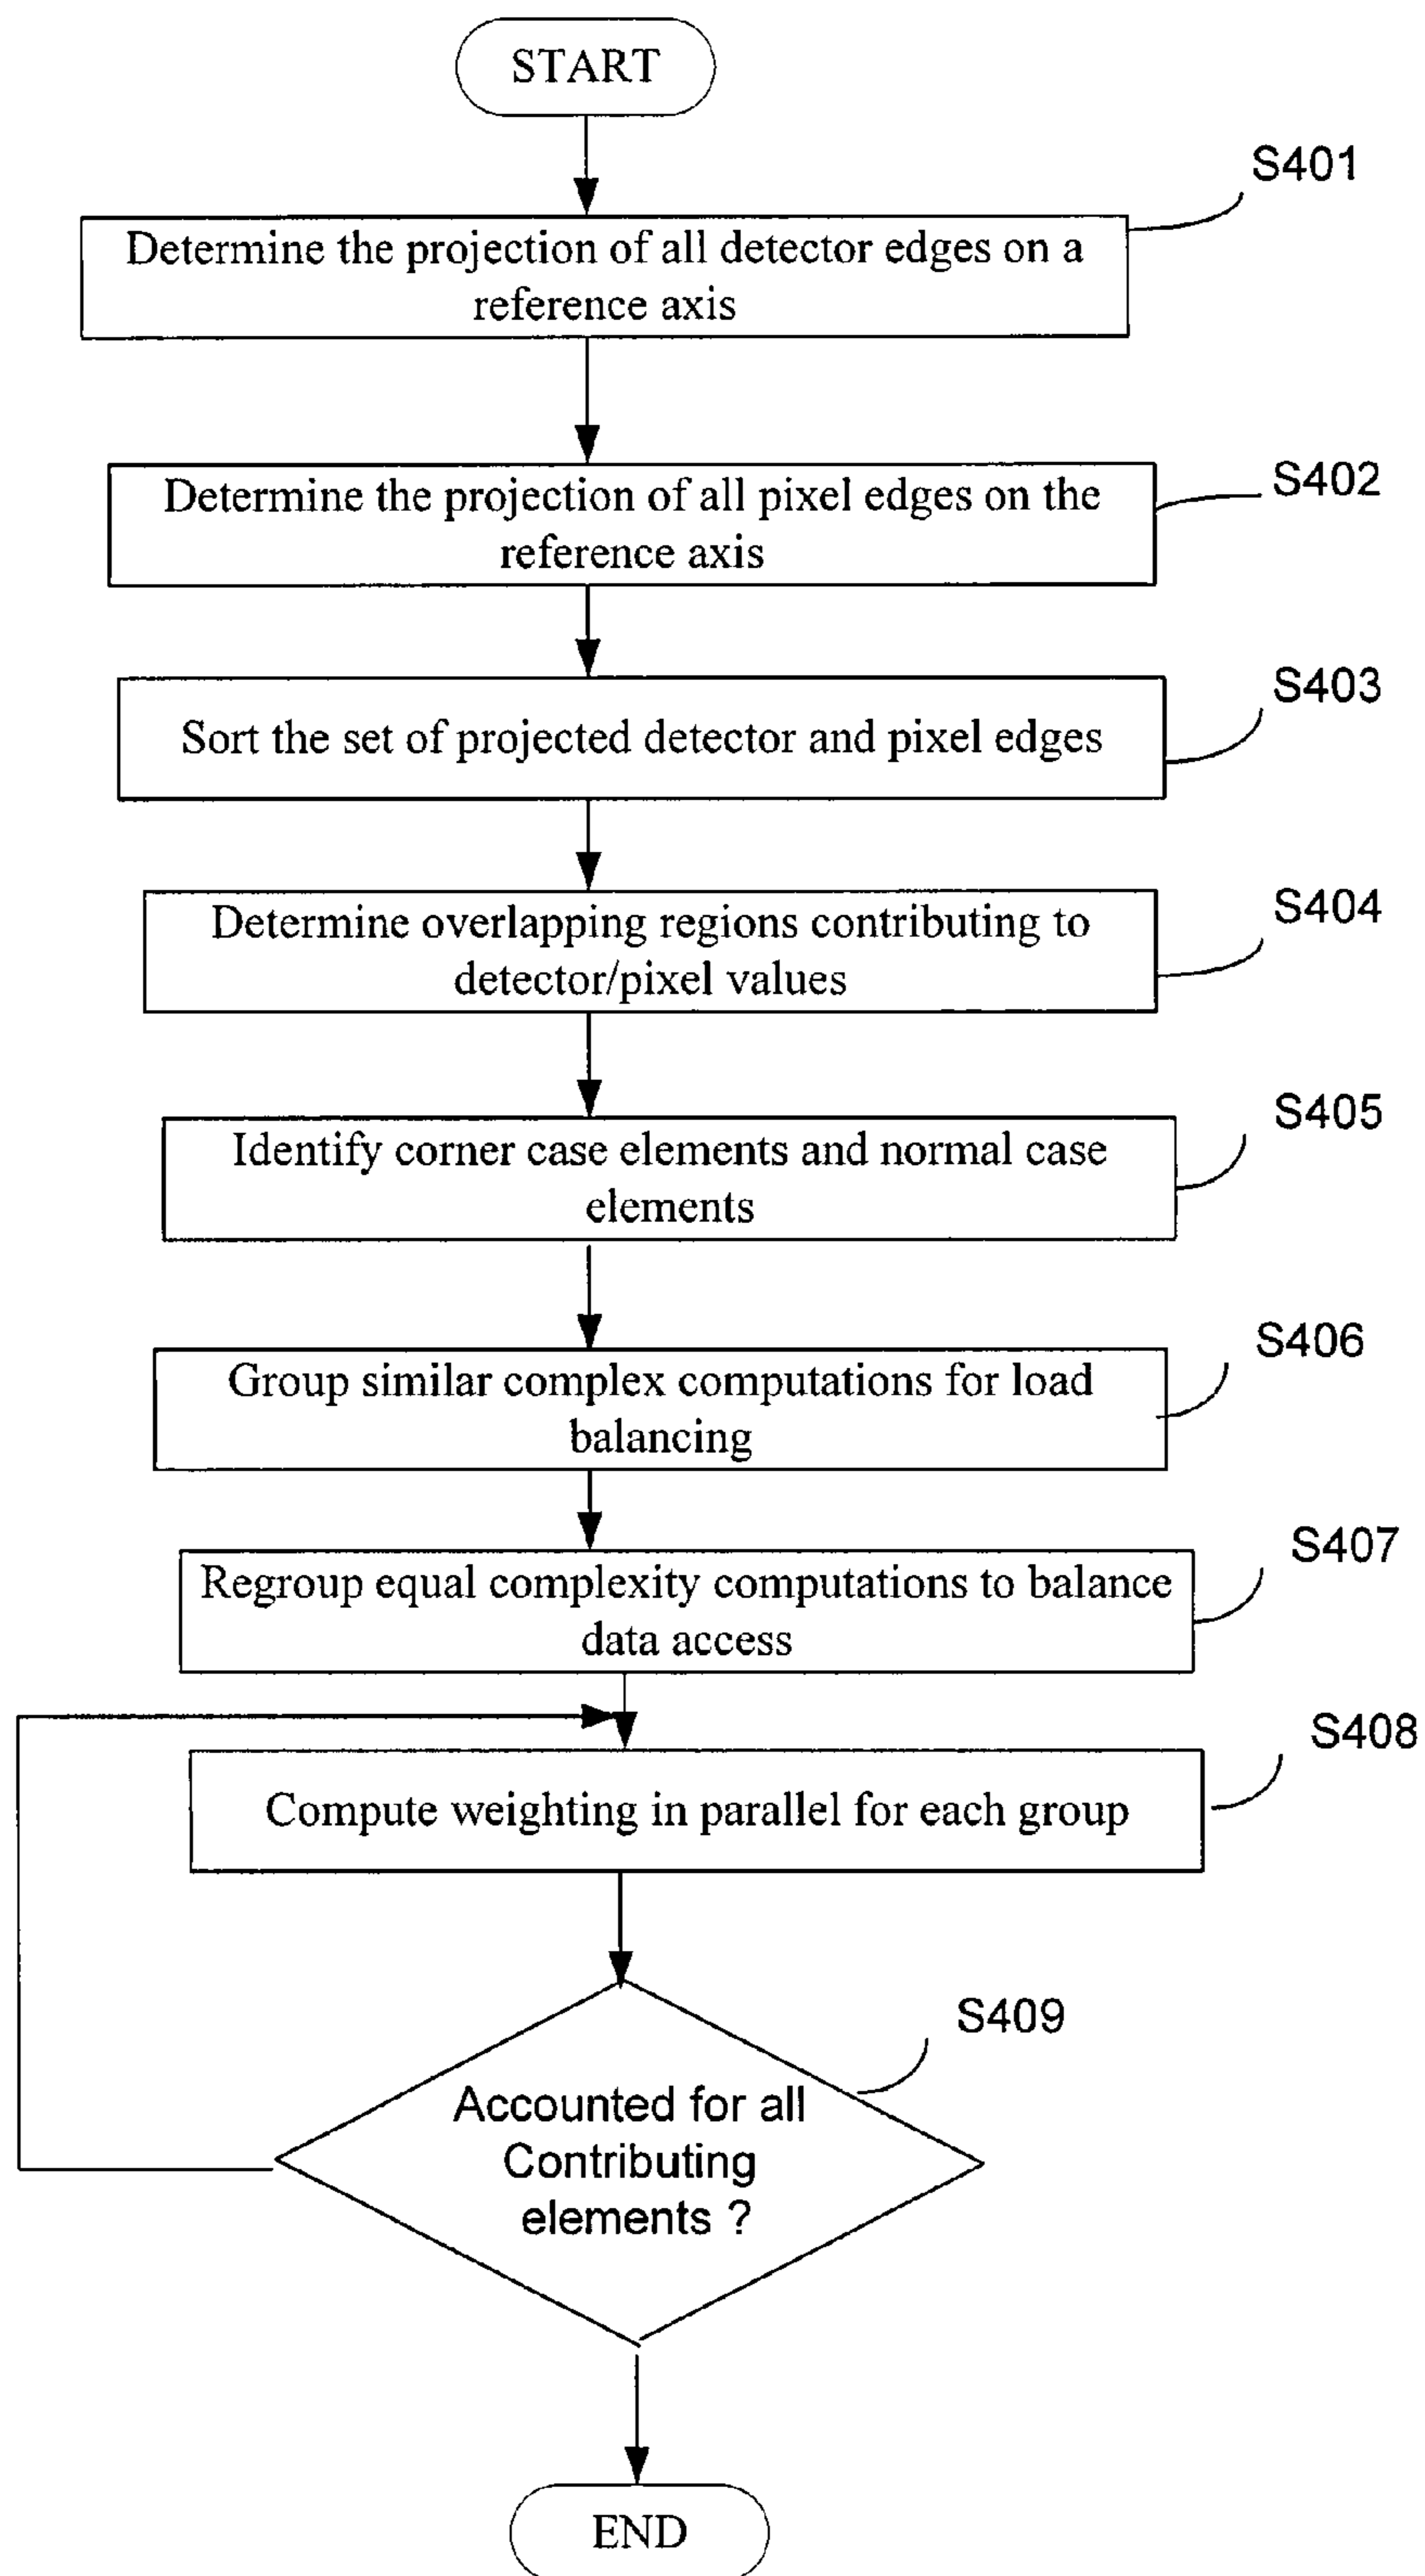 START
S401
Determine the projection of all detector edges on a
reference axis
S402
Determine the projection of all pixel edges on the
reference axis
S403
Sort the set of projected detector and pixel edges
S404
Determine overlapping regions contributing to
detector/pixel values
S405
Identify corner case elements and normal case
elements
S406
Group similar complex computations for load
balancing
S407
Regroup equal complexity computations to balance
data access
S408
Compute weighting in parallel for each group
S409
Accounted for all
Contributing
elements ?
END